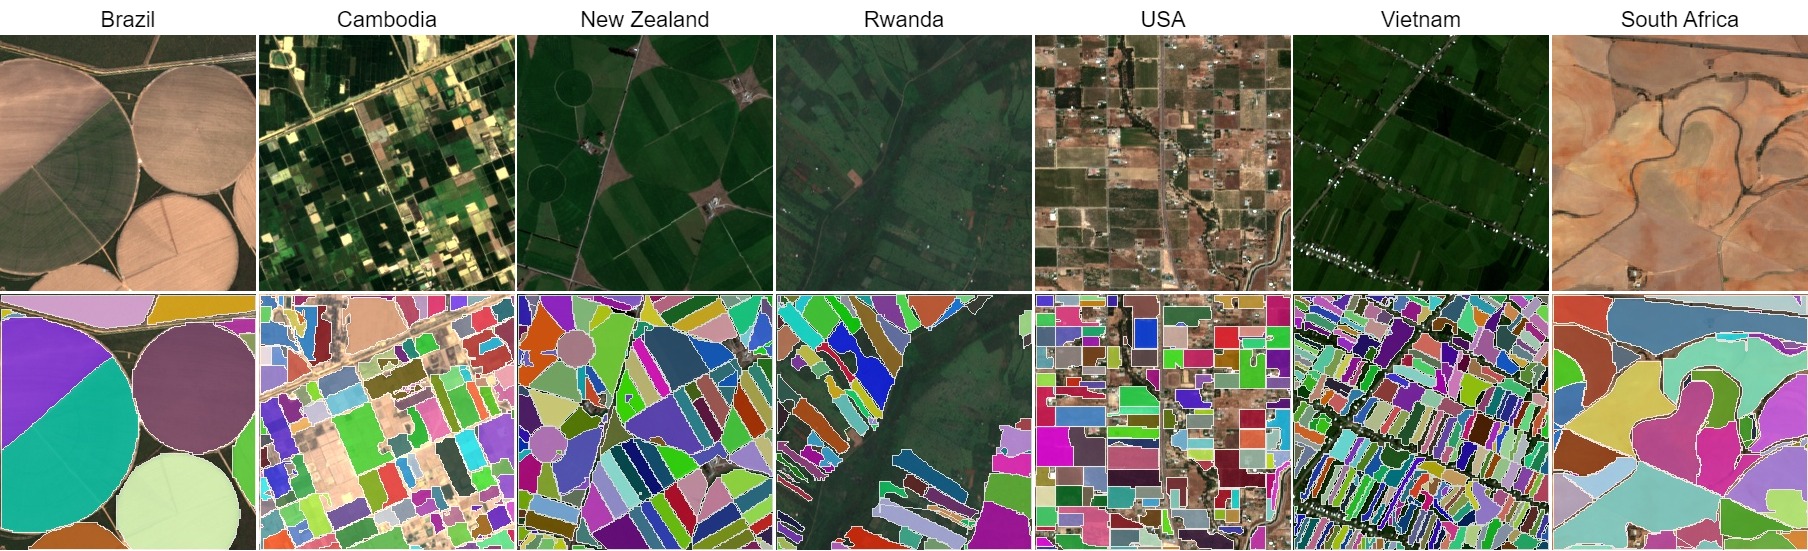 Brazil
Cambodia
New Zealand
Rwanda
USA
Vietnam
South Africa